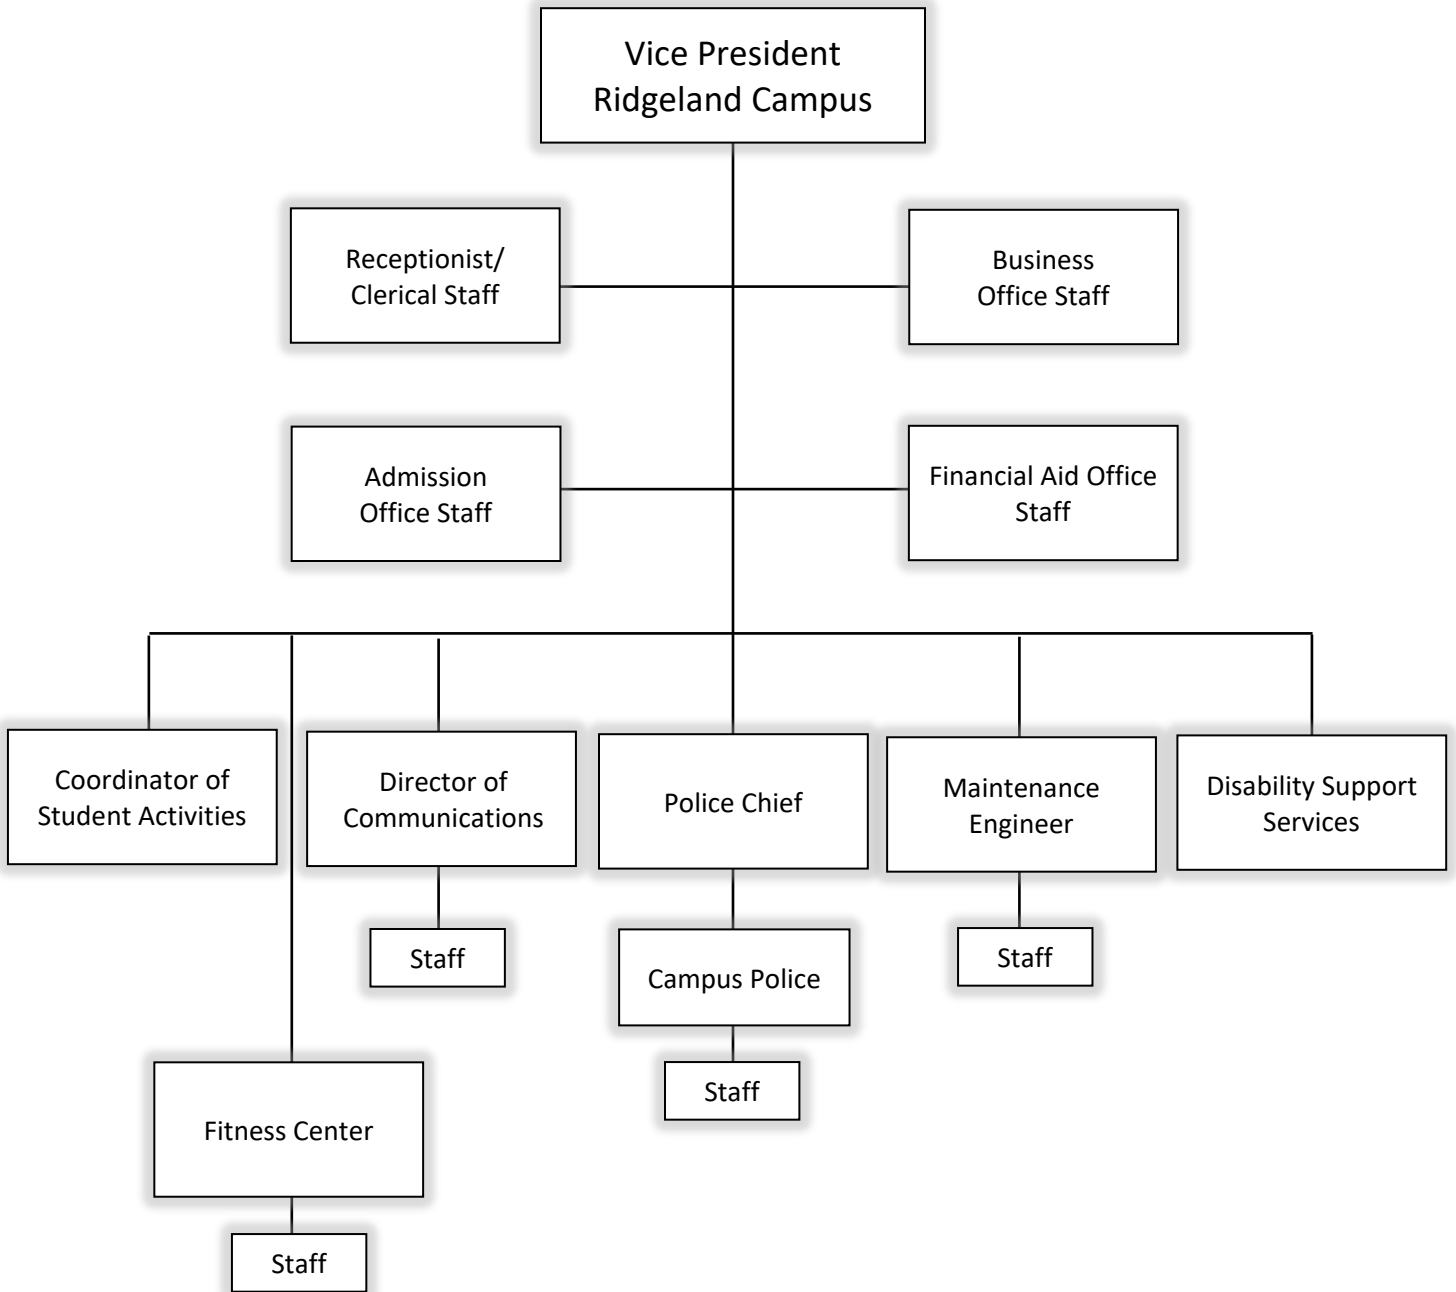 Vice President
Ridgeland Campus
Receptionist/
Clerical Staff
Business
Office Staff
Admission
Office Staff
Financial Aid Office
Staff
Coordinator of
Student Activities
Director of
Communications
Police Chief
Maintenance
Engineer
Disability Support
Services
Staff
Campus Police
Staff
Staff
Fitness Center
Staff